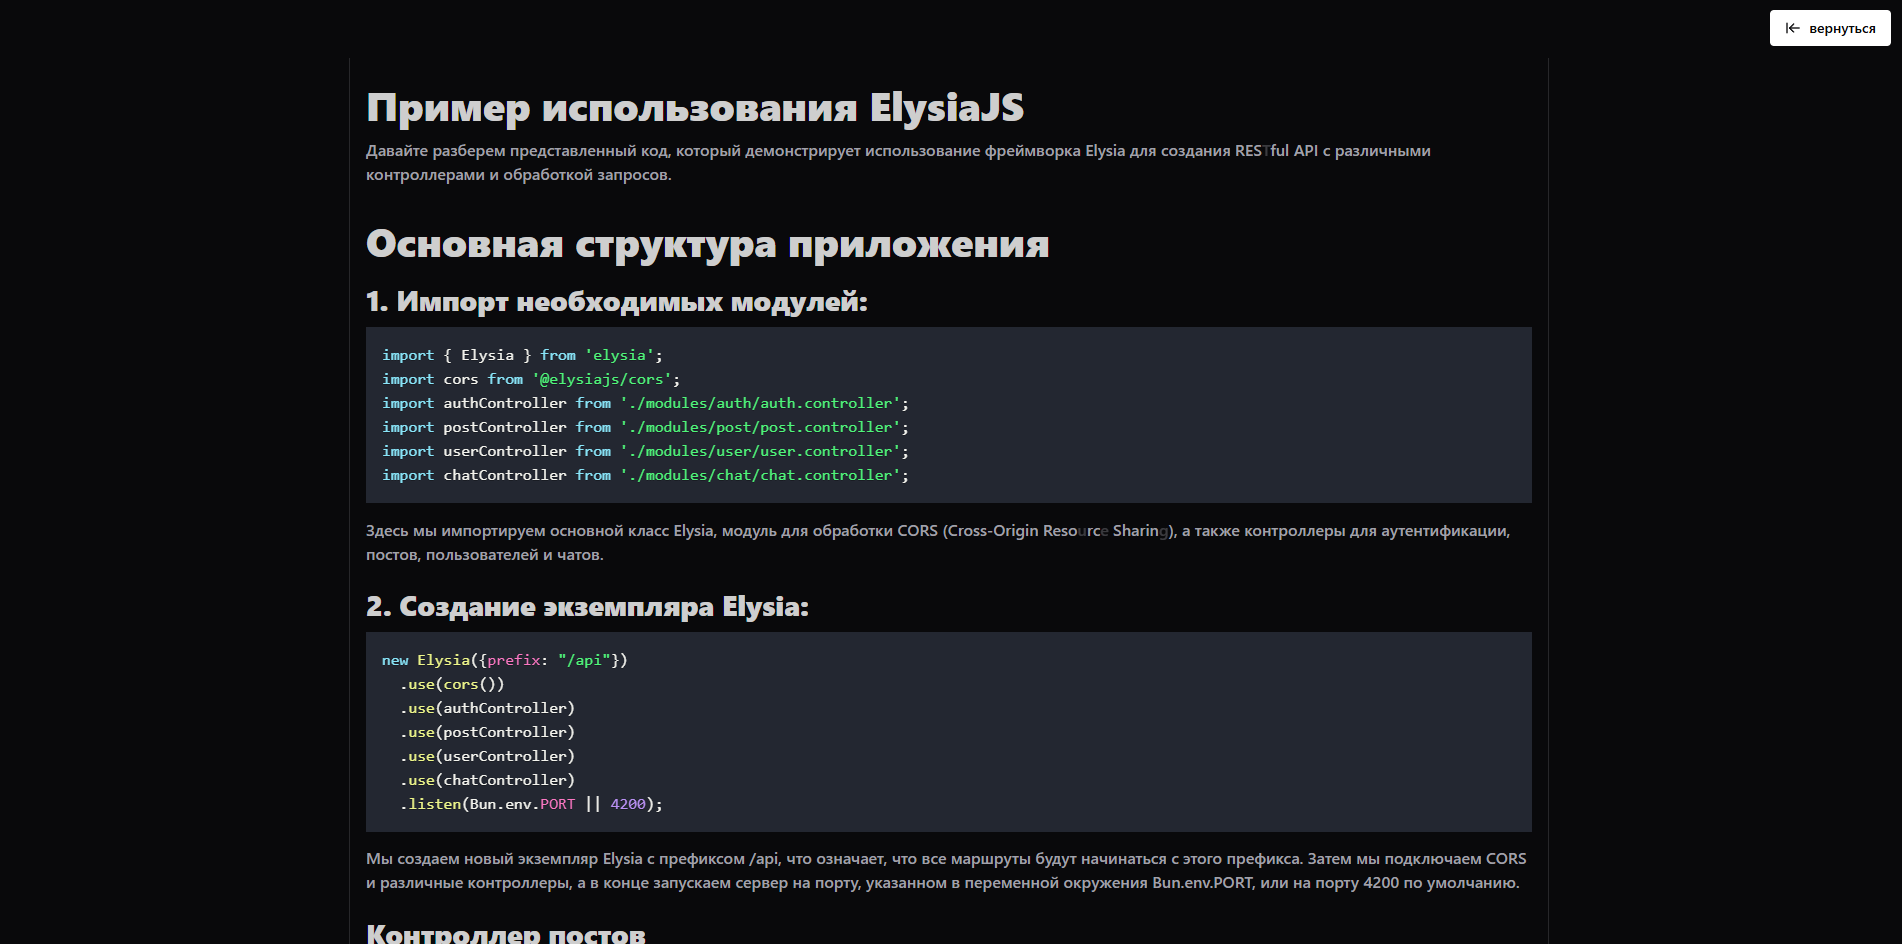 вернуться
Пример использования ElysiaJS
Давайте разберем представленный код, который демонстрирует использование фреймворка Elysia для создания RESTful API с различными
контроллерами и обработкой запросов.
Основная структура приложения
1. Импорт необходимых модулей:
import { Elysia } from 'elysia';
import cors from '@elysiajs/cors';
import authController from './modules/auth/auth.controller';
import postController from './modules/post/post.controller';
import userController from './modules/user/user.controller';
import chatController from './modules/chat/chat.controller';
Здесь мы импортируем основной класс Elysia, модуль для обработки CORS (Cross-Origin Resource Sharing), а также контроллеры для аутентификации,
постов, пользователей и чатов.
2. Создание экземпляра Elysia:
new Elysia({prefix: "/api"})
.use(cors())
.use(authController)
.use(postController)
.use(userController)
.use(chatController)
.listen(Bun.env.PORT || 4200);
Мы создаем новый экземпляр Elysia с префиксом /api, что означает, что все маршруты будут начинаться с этого префикса. Затем мы подключаем CORS
и различные контроллеры, а в конце запускаем сервер на порту, указанном в переменной окружения Bun.env.PORT, или на порту 4200 по умолчанию.
Контроллер постов